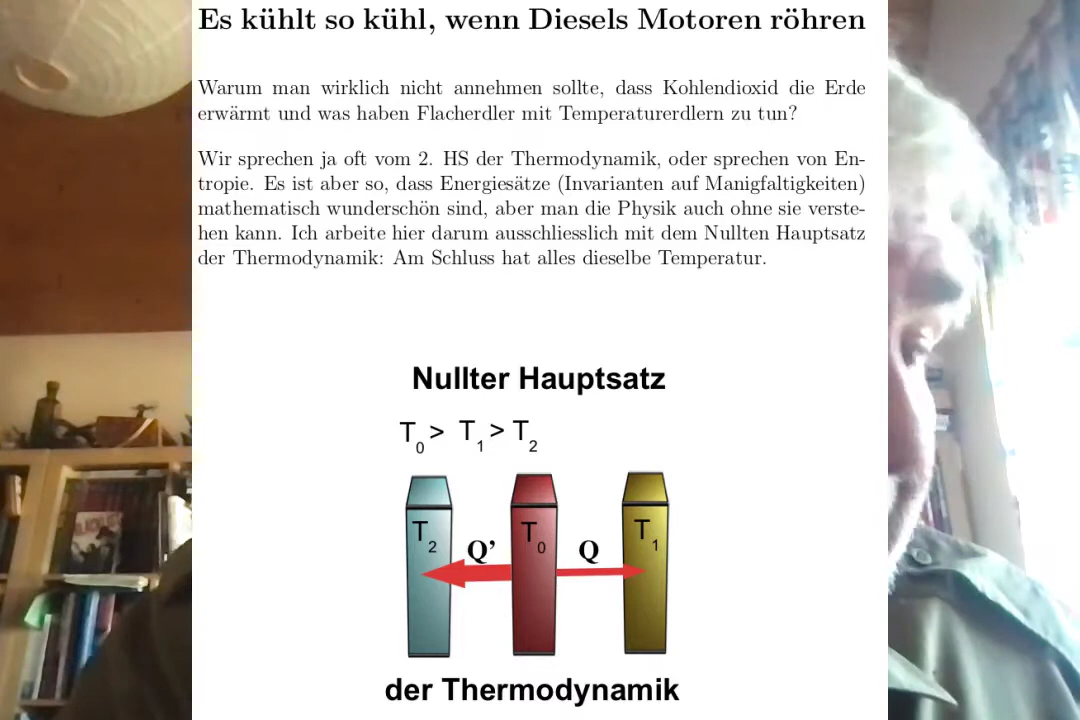 Es kühlt so kühl, wenn Diesels Motoren röhren
Warum man wirklich nicht annehmen sollte, dass Kohlendioxid die Erde
erwärmt und was haben Flacherdler mit Temperaturerdlern zu tun?
Wir sprechen ja oft vom 2. HS der Thermodynamik, oder sprechen von En-
tropie. Es ist aber so, dass Energiesätze (Invarianten auf Manigfaltigkeiten)
mathematisch wunderschön sind, aber man die Physik auch ohne sie verste-
hen kann. Ich arbeite hier darum ausschliesslich mit dem Nullten Hauptsatz
der Thermodynamik: Am Schluss hat alles dieselbe Temperatur.
Nullter Hauptsatz
T0 > T1 > T2
T2 Q’ T0 Q T1
der Thermodynamik